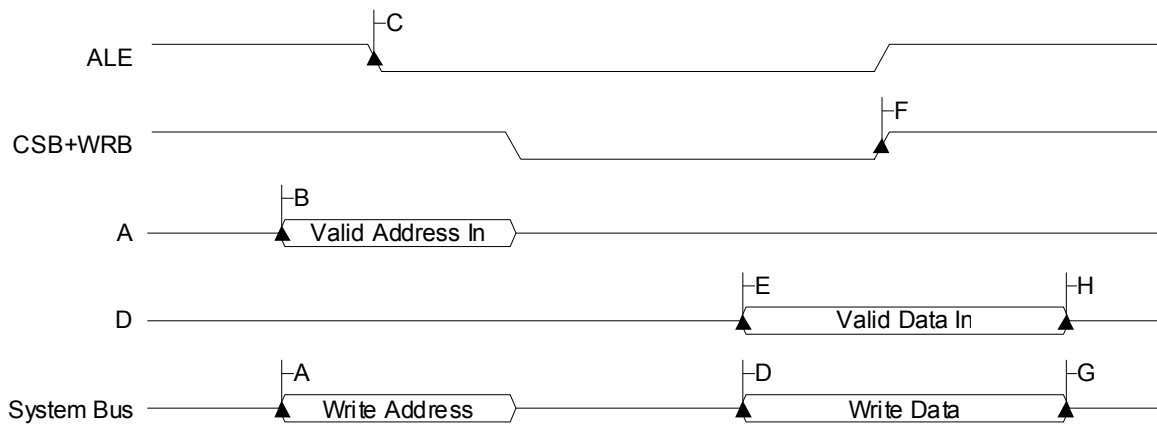 C
ALE
F
CSB+WRB
B
A Valid Address In
E H
D Valid Data In
A D G
System Bus Write Address Write Data